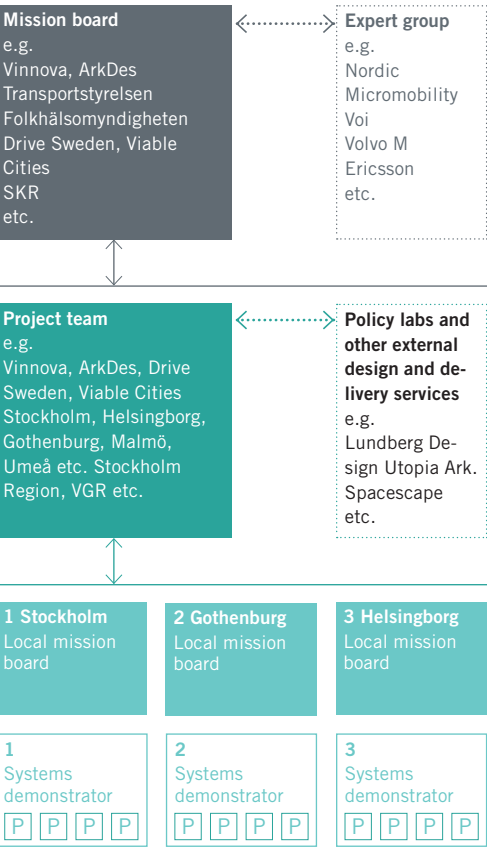 Mission board
e.g.
Vinnova, ArkDes
Transportstyrelsen
Folkhälsomyndigheten
Drive Sweden, Viable
Cities
SKR
etc.
Expert group
e.g.
Nordic
Micromobility
Voi
Volvo M
Ericsson
etc.
Project team
e.g.
Vinnova, ArkDes, Drive
Sweden, Viable Cities
Stockholm, Helsingborg,
Gothenburg, Malmö,
Umeå etc. Stockholm
Region, VGR etc.
Policy labs and
other external
design and de-
livery services
e.g.
Lundberg De-
sign Utopia Ark.
Spacescape
etc.
1 Stockholm
Local mission
board
2 Gothenburg
Local mission
board
3 Helsingborg
Local mission
board
1
Systems
demonstrator
P P P P
2
Systems
demonstrator
P P P P
3
Systems
demonstrator
P P P P